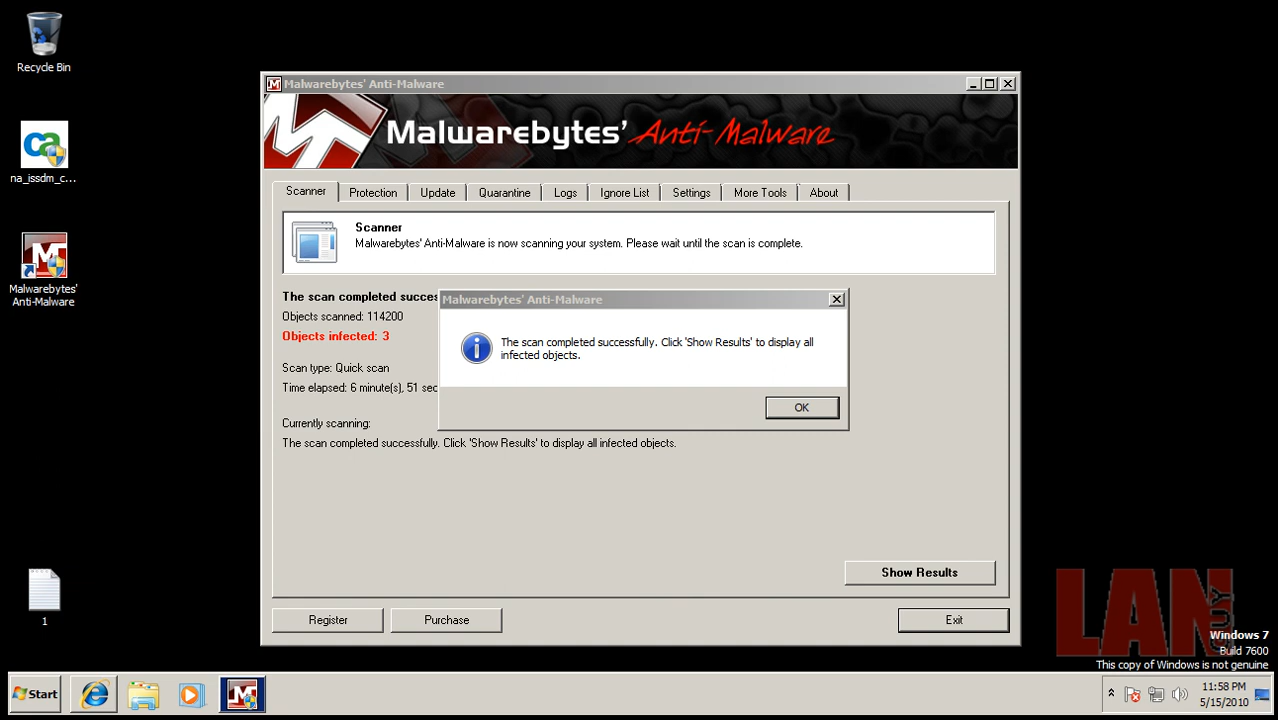 Recycle Bin
na_issdm_c...
Malwarebytes'
Anti-Malware
1
Malwarebytes' Anti-Malware
Malwarebytes' Anti-Malware
Scanner
Protection
Update
Quarantine
Logs
Ignore List
Settings
More Tools
About
Scanner
Malwarebytes' Anti-Malware is now scanning your system. Please wait until the scan is complete.
The scan completed succes
Objects scanned: 114200
Objects infected: 3
Scan type: Quick scan
Time elapsed: 6 minute(s), 51 sec
Currently scanning:
The scan completed successfully. Click 'Show Results' to display all infected objects.
Malwarebytes' Anti-Malware
The scan completed successfully. Click 'Show Results' to display all
infected objects.
OK
Show Results
Register
Purchase
Exit
LAN
GUY
Windows 7
Build 7600
This copy of Windows is not genuine
Start
11:58 PM
5/15/2010